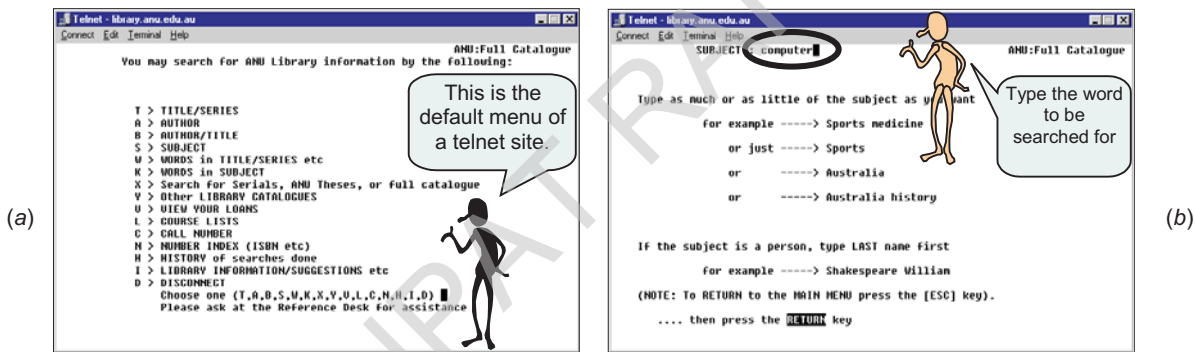 (a)
Telnet - library.anu.edu.au
Connect Edit Terminal Help
ANU:Full Catalogue
You may search for ANU Library information by the following:
T > TITLE/SERIES
A > AUTHOR
B > AUTHOR/TITLE
S > SUBJECT
W > WORDS in TITLE/SERIES etc
K > WORDS in SUBJECT
X > Search for Serials, ANU Theses, or full catalogue
Y > Other LIBRARY CATALOGUES
V > VIEW YOUR LOANS
L > COURSE LISTS
C > CALL NUMBER
N > NUMBER INDEX (ISBN etc)
H > HISTORY of searches done
I > LIBRARY INFORMATION/SUGGESTIONS etc
D > DISCONNECT
Choose one (T,A,B,S,W,K,X,Y,V,L,C,N,H,I,D)
Please ask at the Reference Desk for assistance
This is the
default menu of
a telnet site.
(b)
Telnet - library.anu.edu.au
Connect Edit Terminal Help
SUBJECT : computer
ANU:Full Catalogue
Type as much or as little of the subject as you want
for example -----> Sports medicine
or just -----> Sports
or -----> Australia
or -----> Australia history
If the subject is a person, type LAST name first
for example -----> Shakespeare William
(NOTE: To RETURN to the MAIN MENU press the [ESC] key).
.... then press the RETURN key
Type the word
to be
searched for